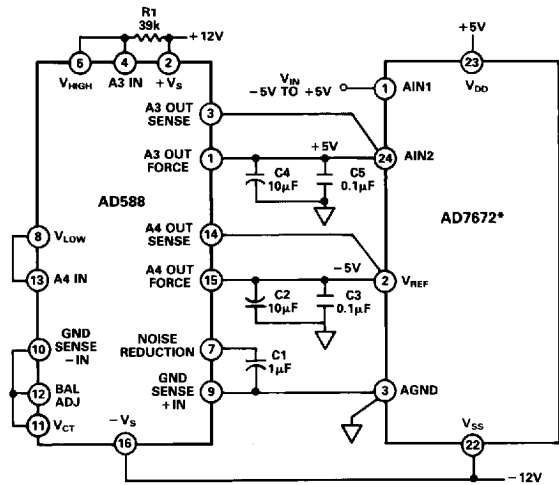 R1
39k
+12V
+5V
6
4
2
23
VHIGH
A3 IN
+VS
VDD
VIN
−5V TO +5V
1
AIN1
A3 OUT
SENSE
3
+5V
A3 OUT
FORCE
1
24
AIN2
C4
10µF
C5
0.1µF
AD588
AD7672*
A4 OUT
SENSE
14
8
VLOW
−5V
13
A4 IN
A4 OUT
FORCE
15
2
VREF
C2
10µF
C3
0.1µF
10
GND
SENSE
−IN
NOISE
REDUCTION
7
C1
1µF
12
BAL
ADJ
GND
SENSE
+IN
9
3
AGND
11
VCT
−VS
16
VSS
22
−12V